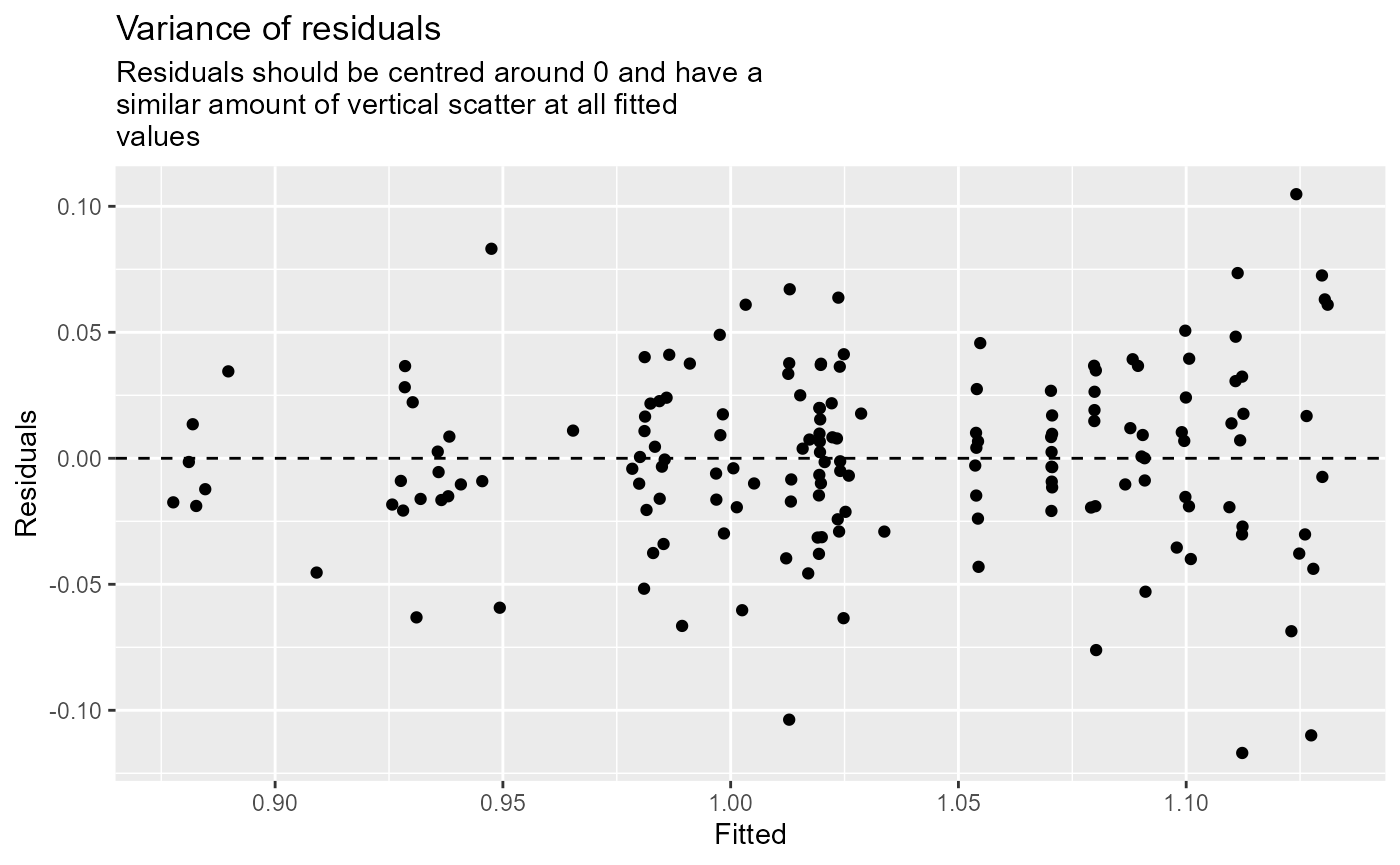 Variance of residuals
Residuals should be centred around 0 and have a
similar amount of vertical scatter at all fitted
values
Residuals
0.10
0.05
0.00
-0.05
-0.10
0.90
0.95
1.00
1.05
1.10
Fitted